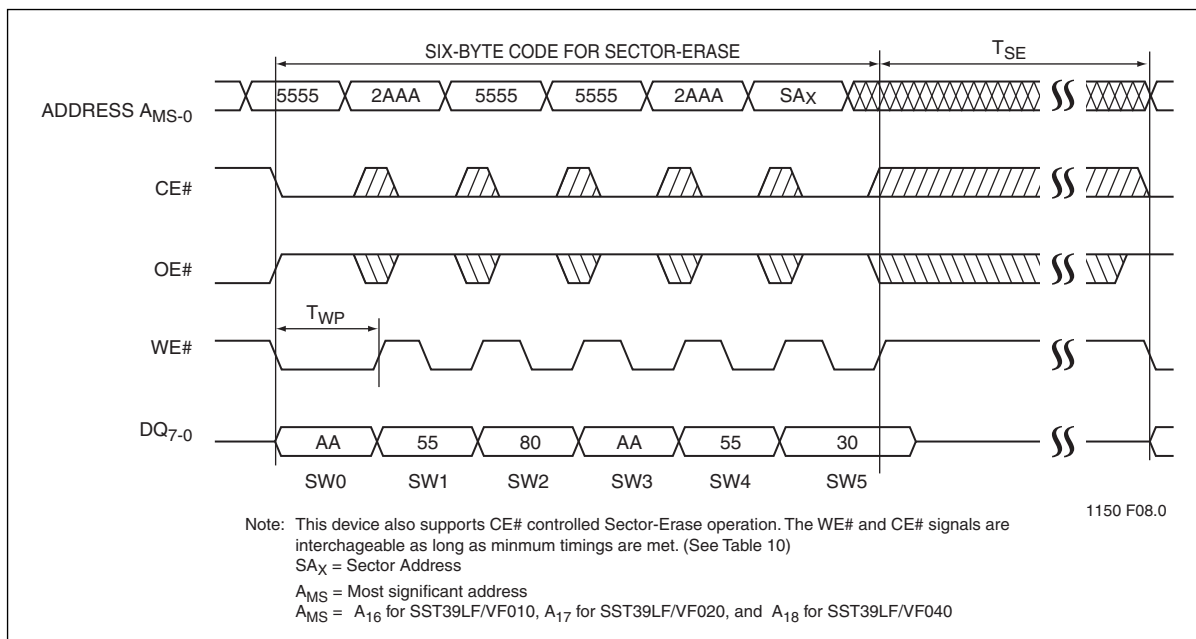 SIX-BYTE CODE FOR SECTOR-ERASE
TSE
ADDRESS AMS-0
5555 2AAA 5555 5555 2AAA SAX
CE#
OE#
TWP
WE#
DQ7-0
AA 55 80 AA 55 30
SW0 SW1 SW2 SW3 SW4 SW5
1150 F08.0
Note: This device also supports CE# controlled Sector-Erase operation. The WE# and CE# signals are
interchageable as long as minmum timings are met. (See Table 10)
SAX = Sector Address
AMS = Most significant address
AMS = A16 for SST39LF/VF010, A17 for SST39LF/VF020, and A18 for SST39LF/VF040